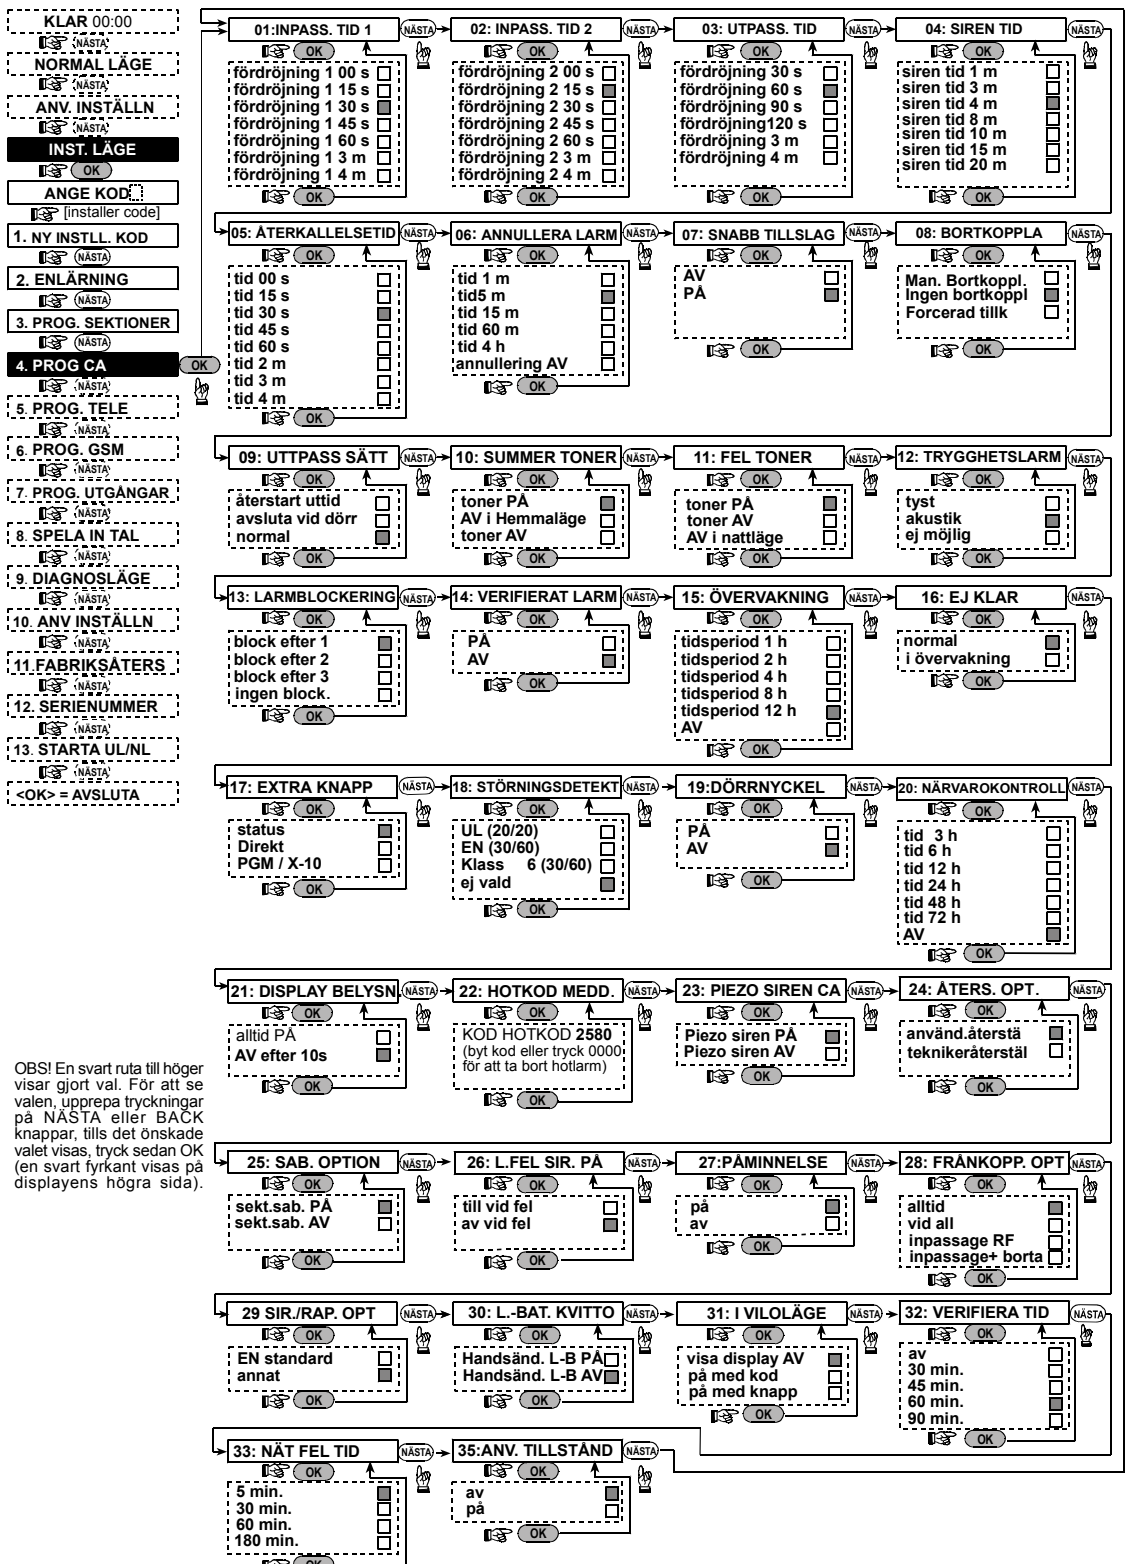 KLAR 00:00
NÄSTA
NORMAL LÄGE
NÄSTA
ANV. INSTÄLLN
NÄSTA
INST. LÄGE
OK
ANGE KOD
[installer code]
1. NY INSTLL. KOD
NÄSTA
2. ENLÄRNING
NÄSTA
3. PROG. SEKTIONER
NÄSTA
4. PROG CA
OK
NÄSTA
5. PROG. TELE
NÄSTA
6. PROG. GSM
NÄSTA
7. PROG. UTGÅNGAR
NÄSTA
8. SPELA IN TAL
NÄSTA
9. DIAGNOSLÄGE
NÄSTA
10. ANV INSTÄLLN
NÄSTA
11.FABRIKSÅTERS
NÄSTA
12. SERIENUMMER
NÄSTA
13. STARTA UL/NL
NÄSTA
<OK> = AVSLUTA
OBS! En svart ruta till höger
visar gjort val. För att se
valen, upprepa tryckningar
på NÄSTA eller BACK
knappar, tills det önskade
valet visas, tryck sedan OK
(en svart fyrkant visas på
displayens högra sida).
01:INPASS. TID 1
NÄSTA
OK
fördröjning 1 00 s
fördröjning 1 15 s
fördröjning 1 30 s
fördröjning 1 45 s
fördröjning 1 60 s
fördröjning 1 3 m
fördröjning 1 4 m
OK
02: INPASS. TID 2
NÄSTA
OK
fördröjning 2 00 s
fördröjning 2 15 s
fördröjning 2 30 s
fördröjning 2 45 s
fördröjning 2 60 s
fördröjning 2 3 m
fördröjning 2 4 m
OK
03: UTPASS. TID
NÄSTA
OK
fördröjning 30 s
fördröjning 60 s
fördröjning 90 s
fördröjning120 s
fördröjning 3 m
fördröjning 4 m
OK
04: SIREN TID
NÄSTA
OK
siren tid 1 m
siren tid 3 m
siren tid 4 m
siren tid 8 m
siren tid 10 m
siren tid 15 m
siren tid 20 m
OK
05: ÅTERKALLELSETID
NÄSTA
OK
tid 00 s
tid 15 s
tid 30 s
tid 45 s
tid 60 s
tid 2 m
tid 3 m
tid 4 m
OK
06: ANNULLERA LARM
NÄSTA
OK
tid 1 m
tid5 m
tid 15 m
tid 60 m
tid 4 h
annullering AV
OK
07: SNABB TILLSLAG
NÄSTA
OK
AV
PÅ
OK
08: BORTKOPPLA
NÄSTA
OK
Man. Bortkoppl.
Ingen bortkoppl
Forcerad tillk
OK
09: UTTPASS SÄTT
NÄSTA
OK
återstart uttid
avsluta vid dörr
normal
OK
10: SUMMER TONER
NÄSTA
OK
toner PÅ
AV i Hemmaläge
toner AV
OK
11: FEL TONER
NÄSTA
OK
toner PÅ
toner AV
AV i nattläge
OK
12: TRYGGHETSLARM
NÄSTA
OK
tyst
akustik
ej möjlig
OK
13: LARMBLOCKERING
NÄSTA
OK
block efter 1
block efter 2
block efter 3
ingen block.
OK
14: VERIFIERAT LARM
NÄSTA
OK
PÅ
AV
OK
15: ÖVERVAKNING
NÄSTA
OK
tidsperiod 1 h
tidsperiod 2 h
tidsperiod 4 h
tidsperiod 8 h
tidsperiod 12 h
AV
OK
16: EJ KLAR
NÄSTA
OK
normal
i övervakning
OK
17: EXTRA KNAPP
NÄSTA
OK
status
Direkt
PGM / X-10
OK
18: STÖRNINGSDETEKT
NÄSTA
OK
UL (20/20)
EN (30/60)
Klass 6 (30/60)
ej vald
OK
19:DÖRRNYCKEL
NÄSTA
OK
PÅ
AV
OK
20: NÄRVAROKONTROLL
NÄSTA
OK
tid 3 h
tid 6 h
tid 12 h
tid 24 h
tid 48 h
tid 72 h
AV
OK
21: DISPLAY BELYSN.
NÄSTA
OK
alltid PÅ
AV efter 10s
OK
22: HOTKOD MEDD.
NÄSTA
OK
KOD HOTKOD 2580
(byt kod eller tryck 0000
för att ta bort hotlarm)
OK
23: PIEZO SIREN CA
NÄSTA
OK
Piezo siren PÅ
Piezo siren AV
OK
24: ÅTERS. OPT.
NÄSTA
OK
använd.återstä
teknikeråterstäl
OK
25: SAB. OPTION
NÄSTA
OK
sekt.sab. PÅ
sekt.sab. AV
OK
26: L.FEL SIR. PÅ
NÄSTA
OK
till vid fel
av vid fel
OK
27:PÅMINNELSE
NÄSTA
OK
på
av
OK
28: FRÅNKOPP. OPT
NÄSTA
OK
alltid
vid all
inpassage RF
inpassage+ borta
OK
29 SIR./RAP. OPT
NÄSTA
OK
EN standard
annat
OK
30: L.-BAT. KVITTO
NÄSTA
OK
Handsänd. L-B PÅ
Handsänd. L-B AV
OK
31: I VILOLÄGE
NÄSTA
OK
visa display AV
på med kod
på med knapp
OK
32: VERIFIERA TID
NÄSTA
OK
av
30 min.
45 min.
60 min.
90 min.
OK
33: NÄT FEL TID
NÄSTA
OK
5 min.
30 min.
60 min.
180 min.
OK
35:ANV. TILLSTÅND
NÄSTA
OK
av
på
OK